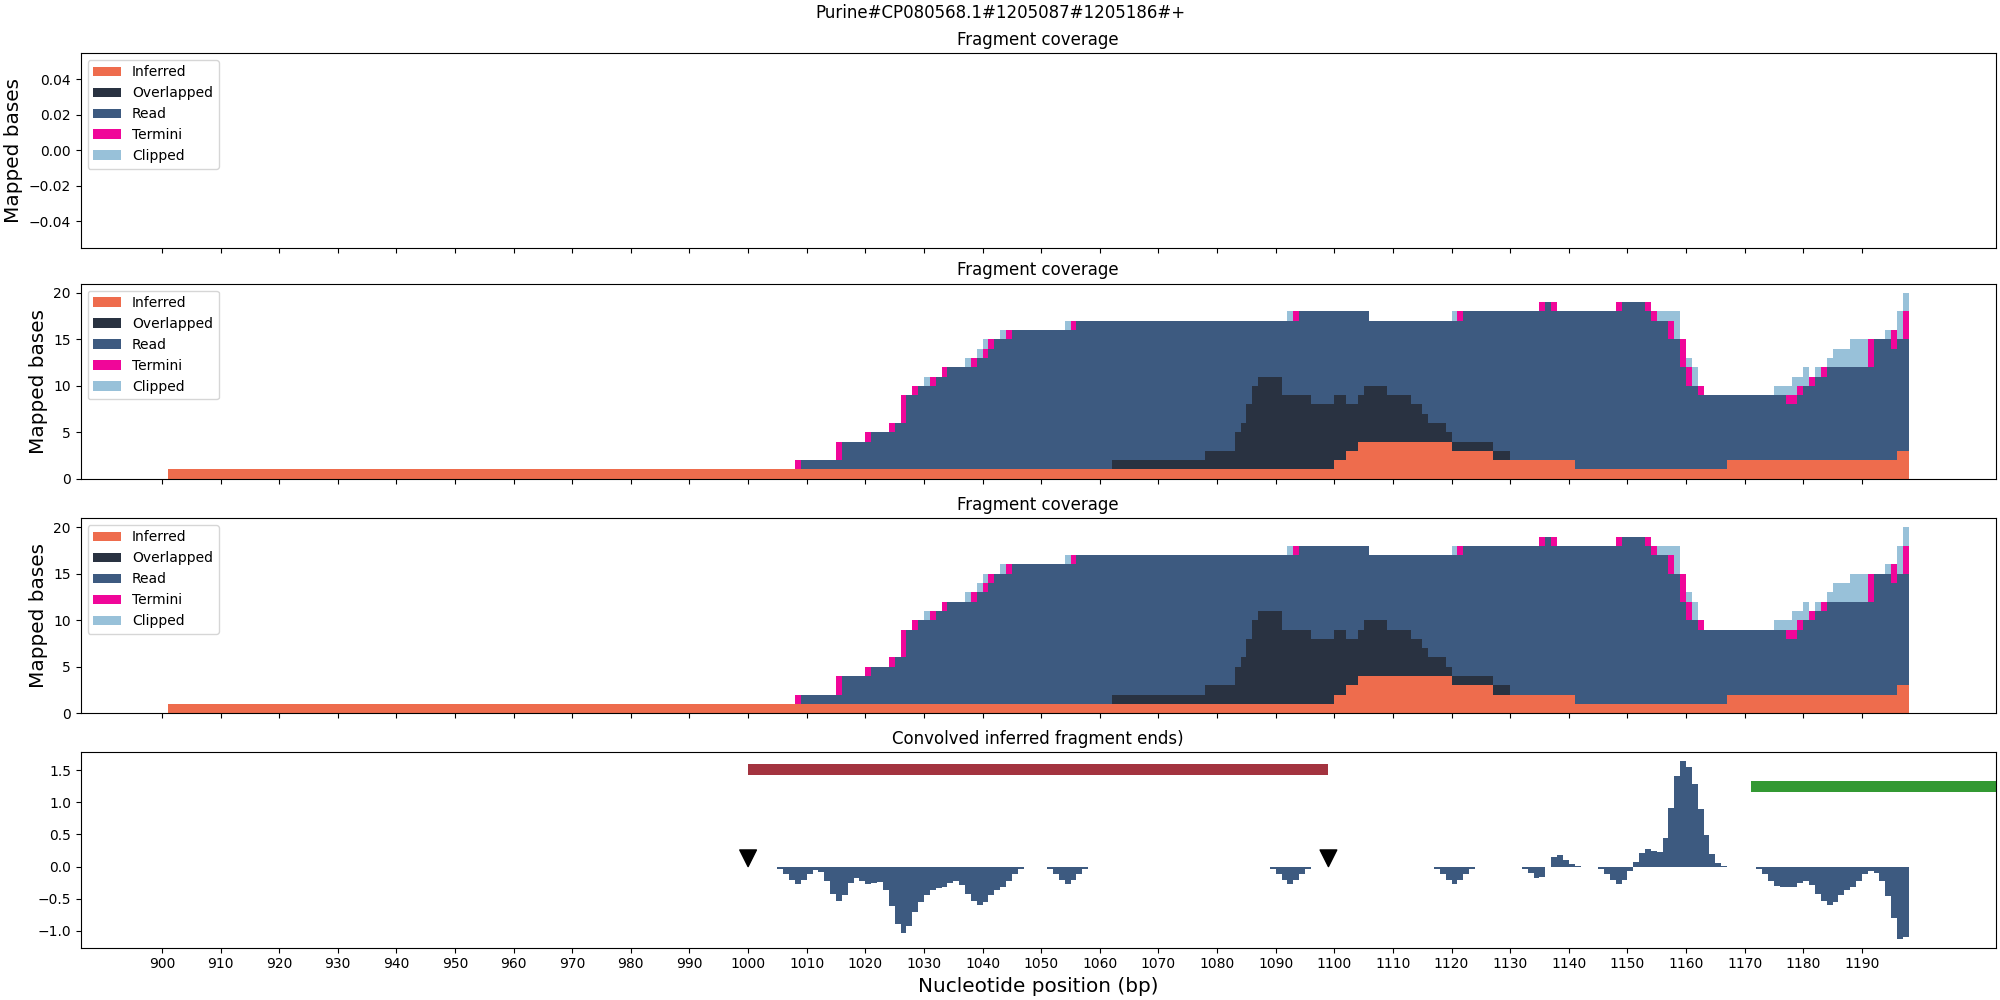 Purine#CP080568.1#1205087#1205186#+
Fragment coverage
Mapped bases
0.04
0.02
0.00
−0.02
−0.04
Inferred
Overlapped
Read
Termini
Clipped
Fragment coverage
Mapped bases
20
15
10
5
0
Inferred
Overlapped
Read
Termini
Clipped
Fragment coverage
Mapped bases
20
15
10
5
0
Inferred
Overlapped
Read
Termini
Clipped
Convolved inferred fragment ends)
1.5
1.0
0.5
0.0
−0.5
−1.0
900 910 920 930 940 950 960 970 980 990 1000 1010 1020 1030 1040 1050 1060 1070 1080 1090 1100 1110 1120 1130 1140 1150 1160 1170 1180 1190
Nucleotide position (bp)